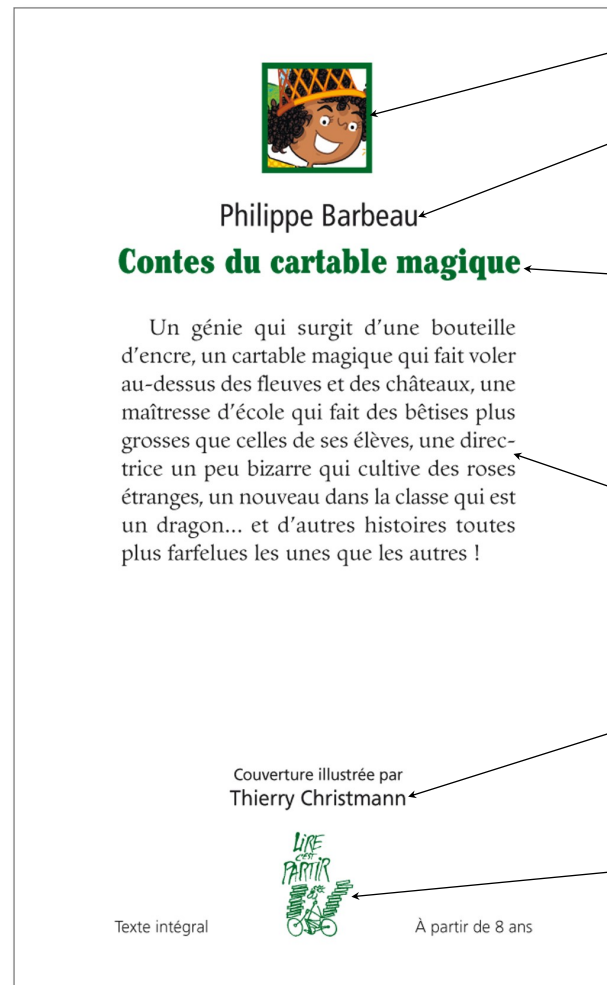 Philippe Barbeau
Contes du cartable magique
Un génie qui surgit d’une bouteille
d’encre, un cartable magique qui fait voler
au-dessus des fleuves et des châteaux, une
maîtresse d’école qui fait des bêtises plus
grosses que celles de ses élèves, une direc-
trice un peu bizarre qui cultive des roses
étranges, un nouveau dans la classe qui est
un dragon... et d’autres histoires toutes
plus farfelues les unes que les autres !
Couverture illustrée par
Thierry Christmann
LIRE
C'EST
PARTIR
Texte intégral
À partir de 8 ans